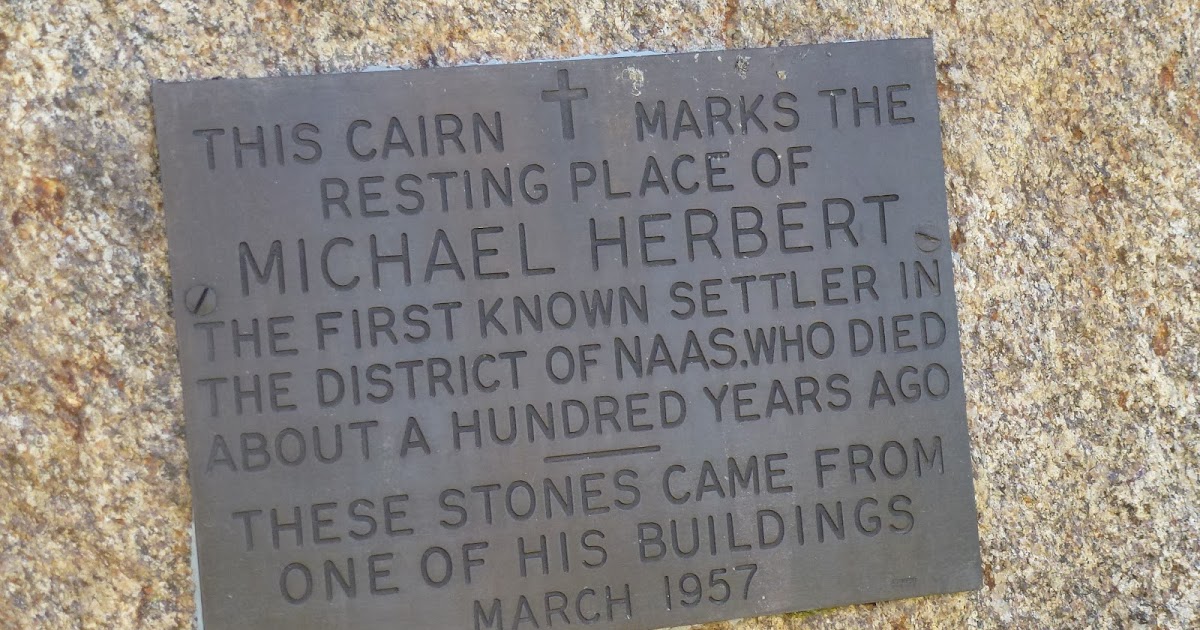 THIS CAIRN MARKS THE
RESTING PLACE OF
MICHAEL HERBERT
THE FIRST KNOWN SETTLER IN
THE DISTRICT OF NAAS.WHO DIED
ABOUT A HUNDRED YEARS AGO
THESE STONES CAME FROM
ONE OF HIS BUILDINGS
MARCH 1957